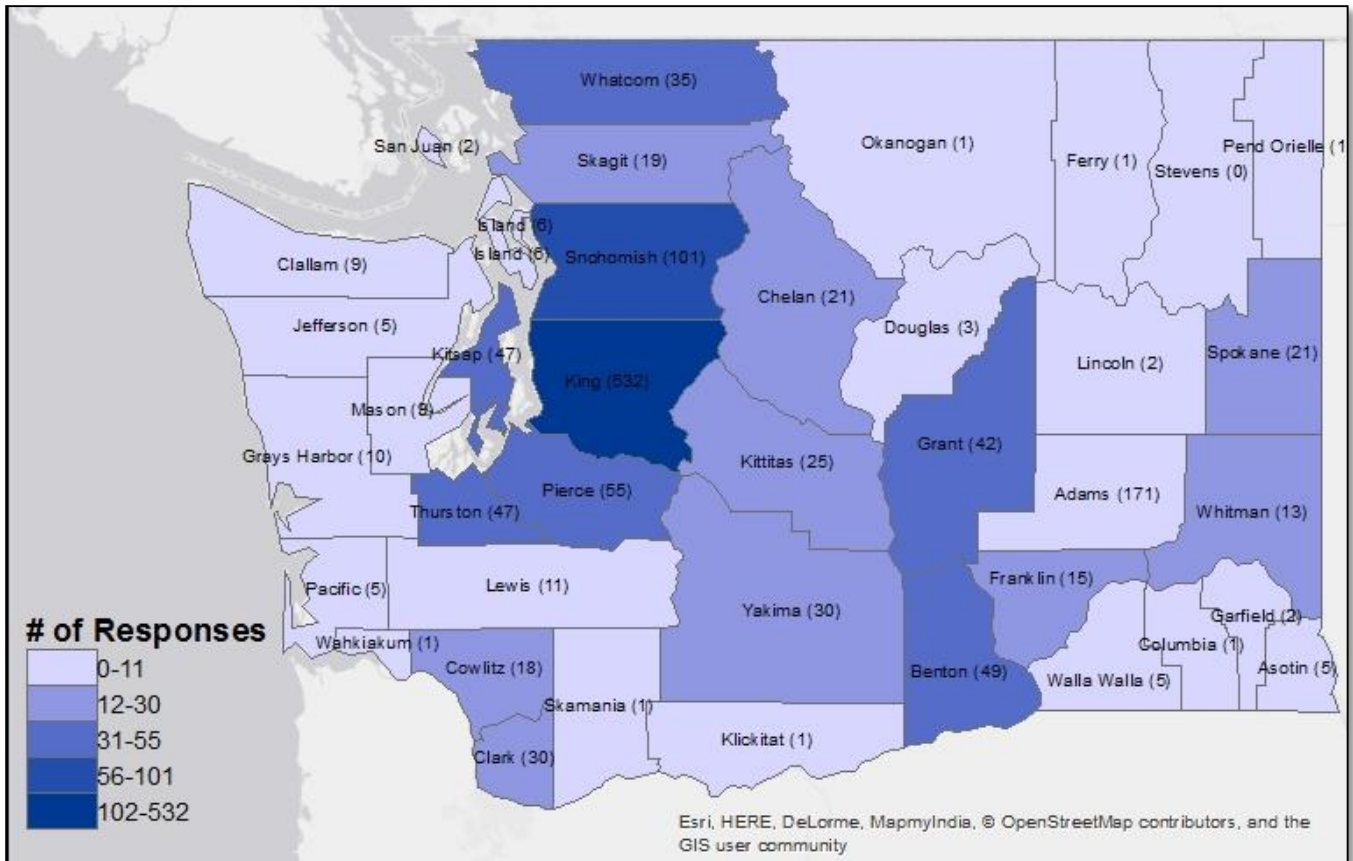 Whatcom (35)
Okanogan (1)
San Juan (2)
Skagit (19)
Ferry (1)
Pend Orielle (1
Stevens (0)
Island (6)
Island (6)
Clallam (9)
Snohomish (101)
Chelan (21)
Jefferson (5)
Douglas (3)
Kitsap (47)
Lincoln (2)
Spokane (21)
King (532)
Mason
Grays Harbor (10)
Kittitas (25)
Grant (42)
Pierce (55)
Adams (171)
Thurston (47)
Whitman (13)
Pacific (5)
Lewis (11)
Franklin (15)
Yakima (30)
Garfield (2)
# of Responses
Wahkiakum (1)
Columbia (1)
0-11
Cowlitz (18)
Benton (49)
Asotin (5)
Walla Walla (5)
12-30
Skamania (1)
31-55
Klickitat (1)
Clark (30)
56-101
102-532
Esri, HERE, DeLorme, MapmyIndia, © OpenStreetMap contributors, and the
GIS user community